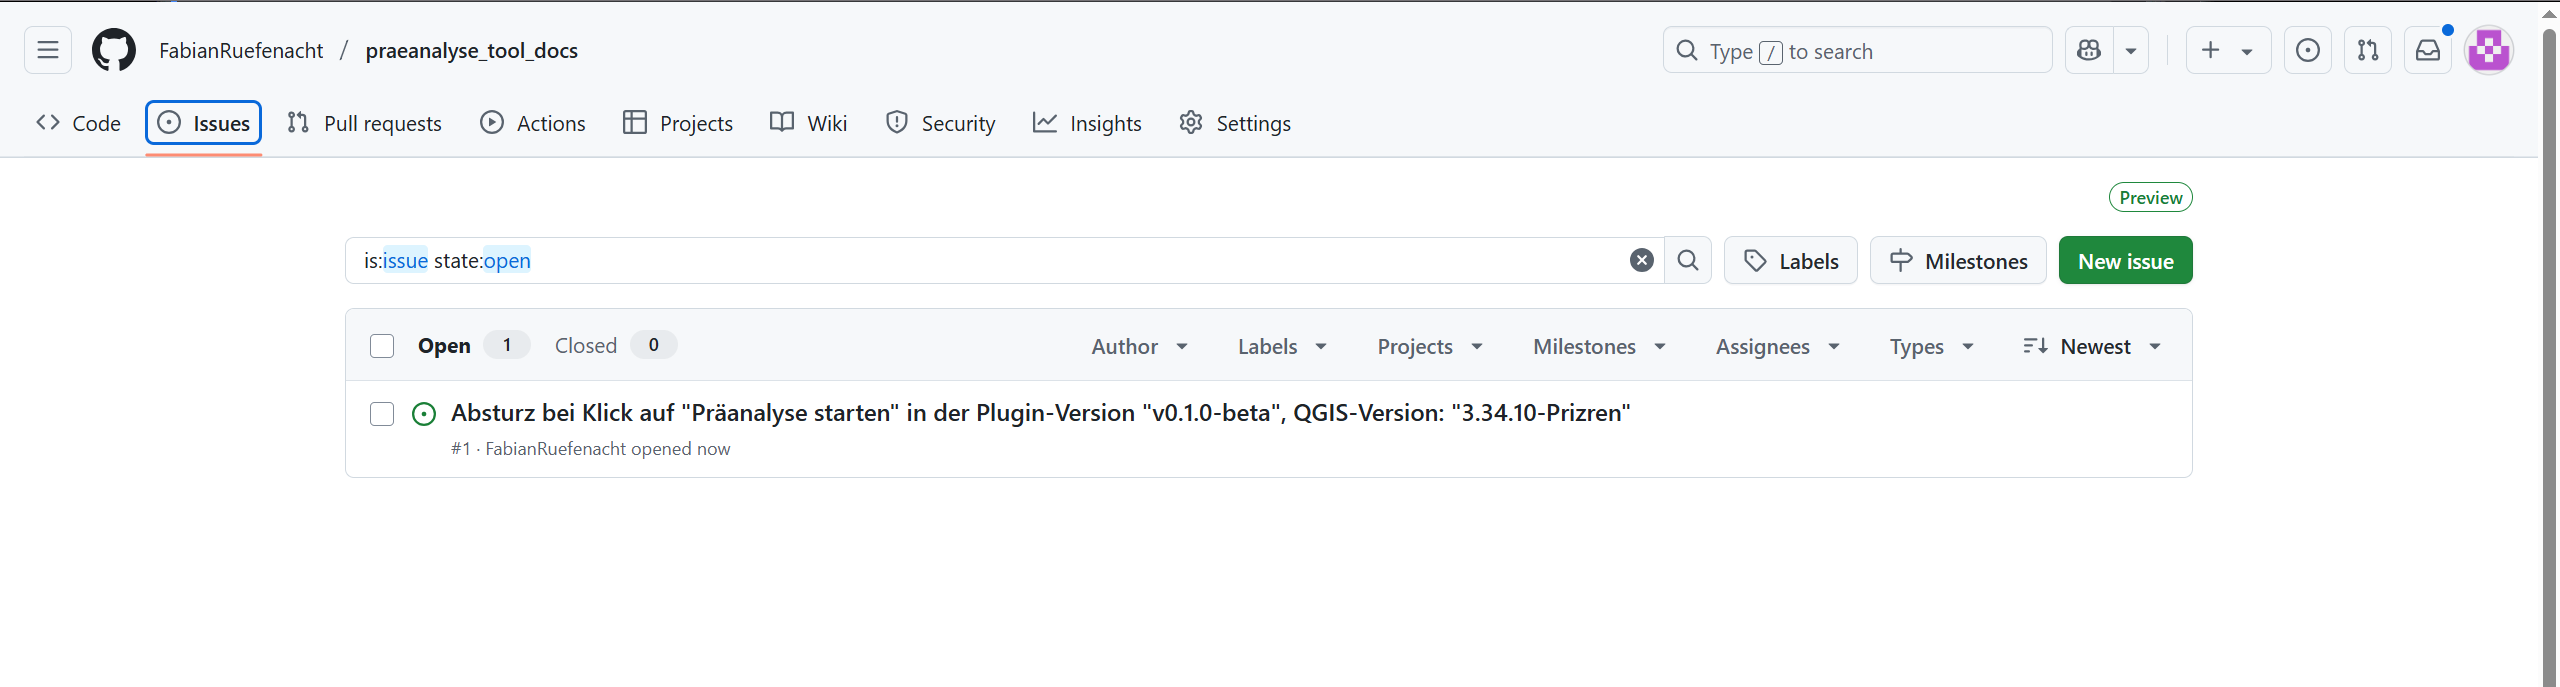 FabianRuefenacht / praeanalyse_tool_docs
Type / to search
Code Issues Pull requests Actions Projects Wiki Security Insights Settings
Preview
is:issue state:open
Labels Milestones New issue
Open 1 Closed 0 Author Labels Projects Milestones Assignees Types Newest
Absturz bei Klick auf "Präanalyse starten" in der Plugin-Version "v0.1.0-beta", QGIS-Version: "3.34.10-Prizren"
#1 · FabianRuefenacht opened now